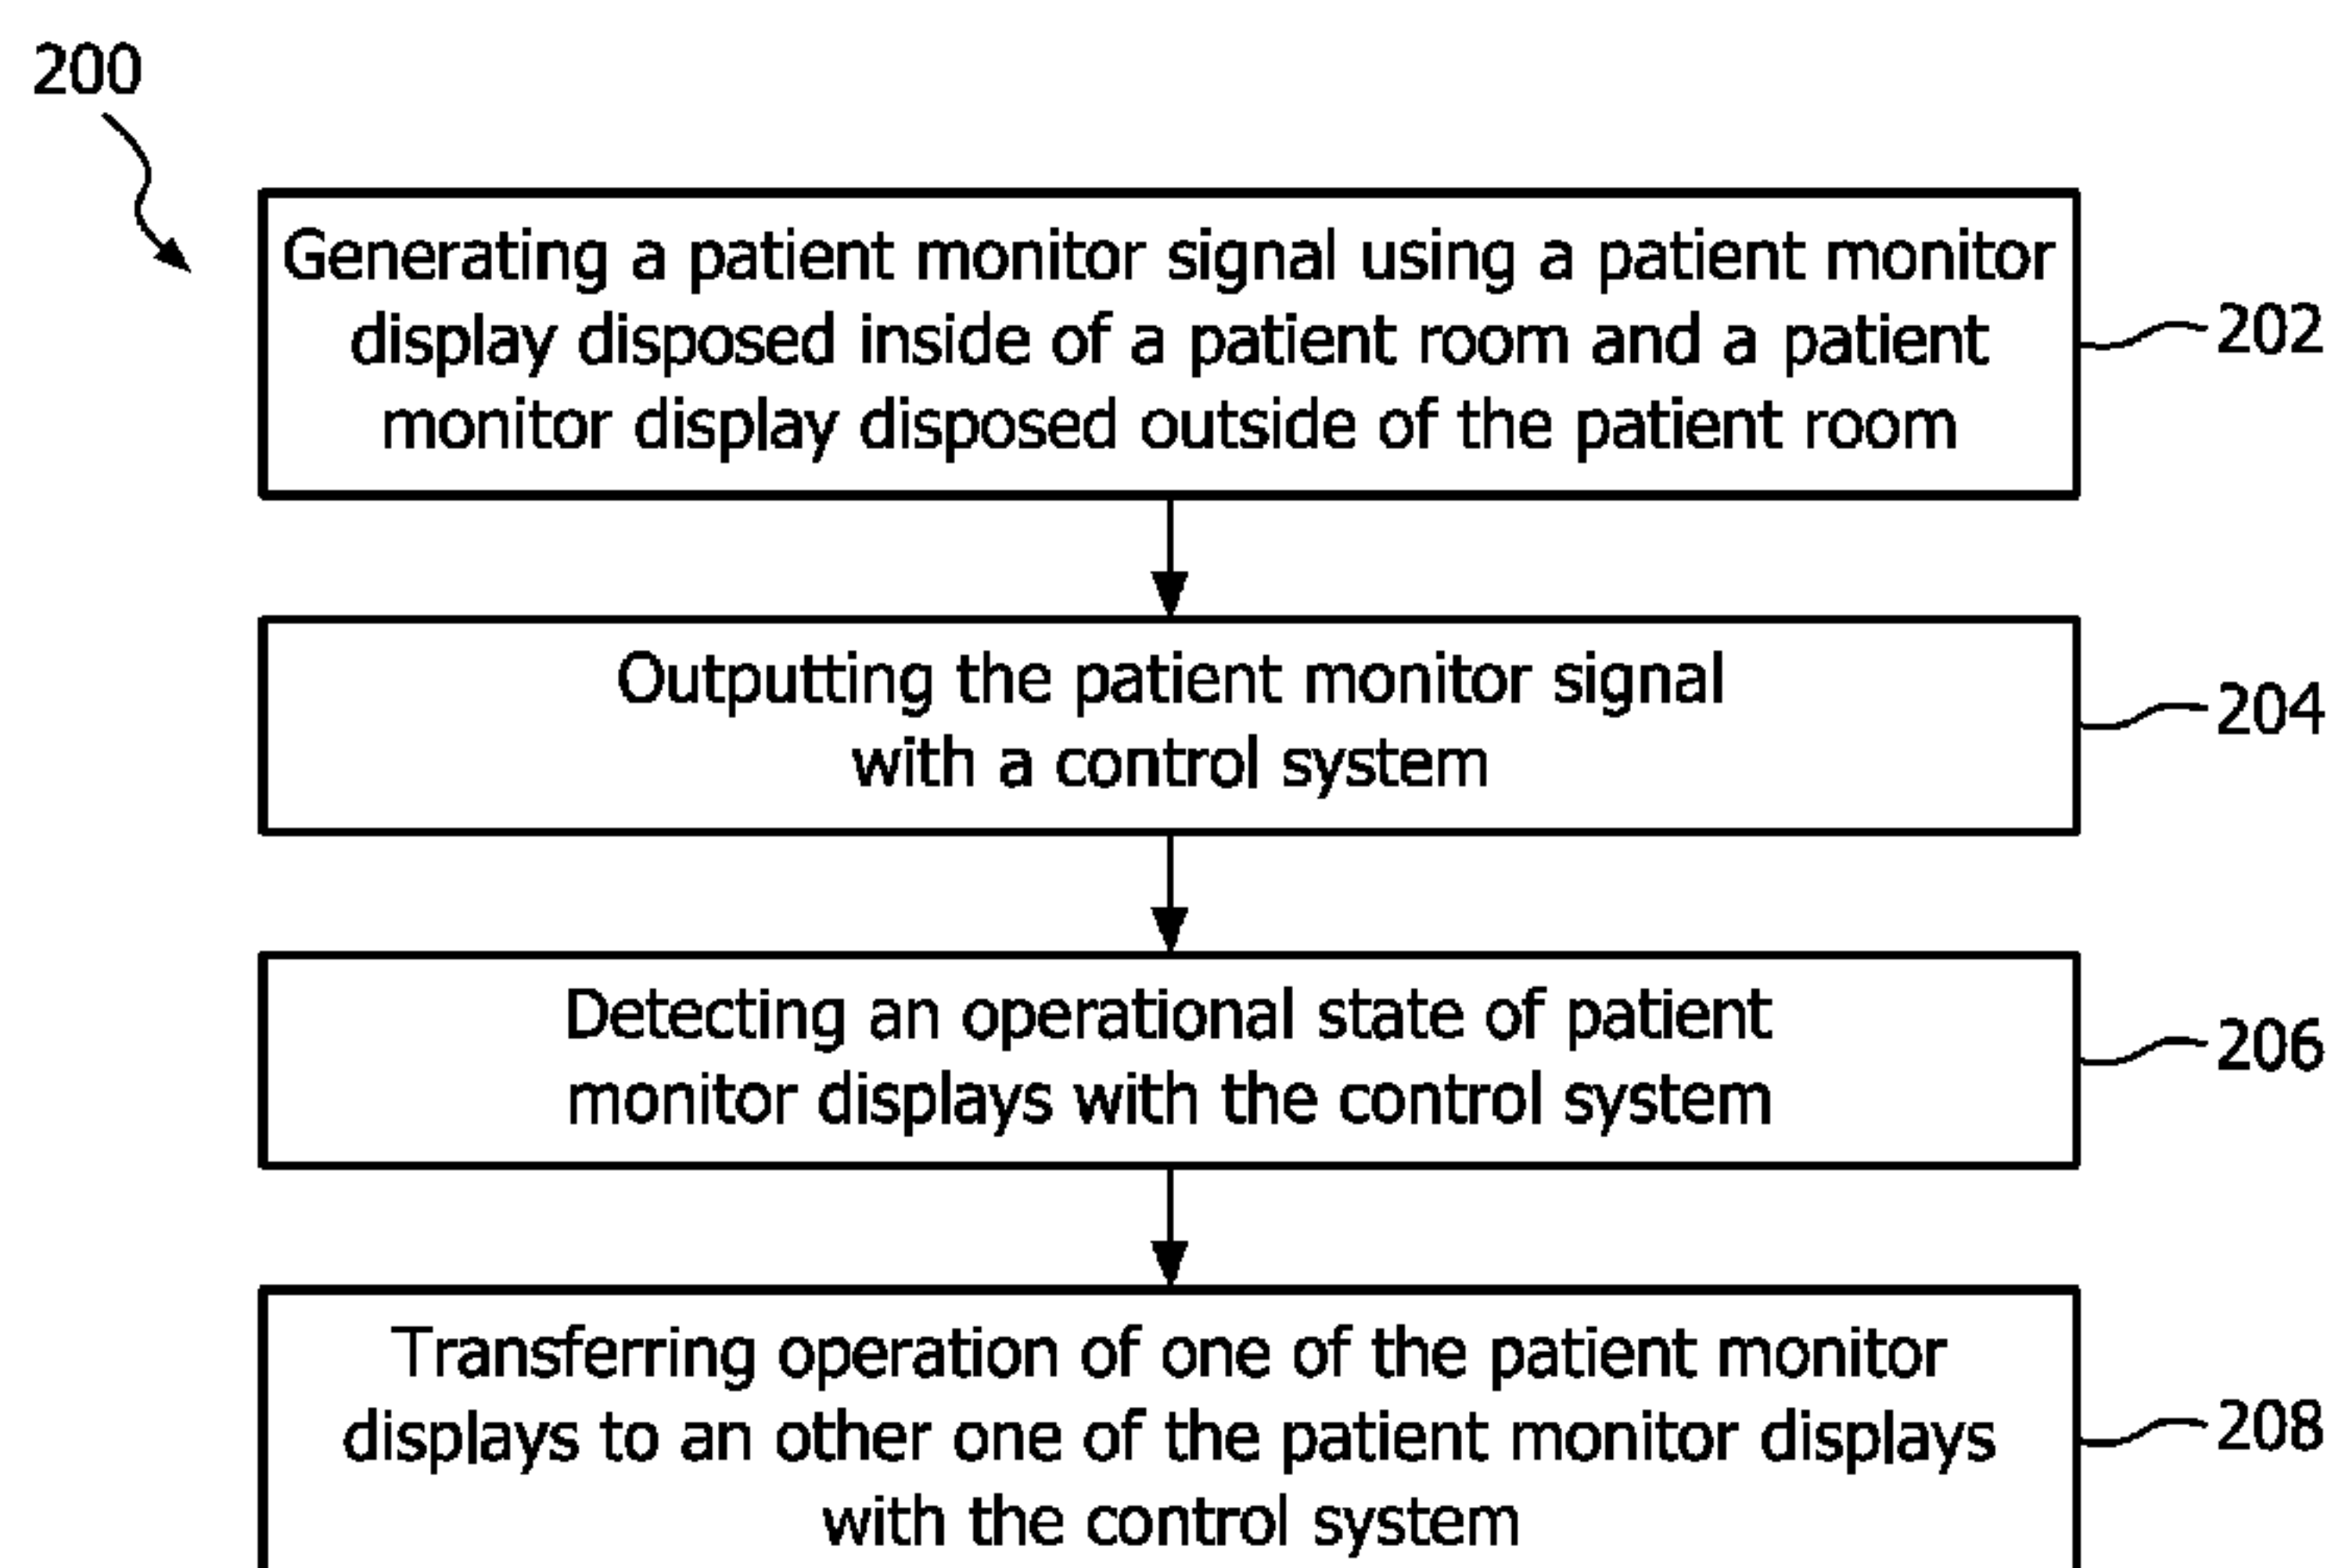 200
Generating a patient monitor signal using a patient monitor
display disposed inside of a patient room and a patient
monitor display disposed outside of the patient room
202
Outputting the patient monitor signal
with a control system
204
Detecting an operational state of patient
monitor displays with the control system
206
Transferring operation of one of the patient monitor
displays to an other one of the patient monitor displays
with the control system
208